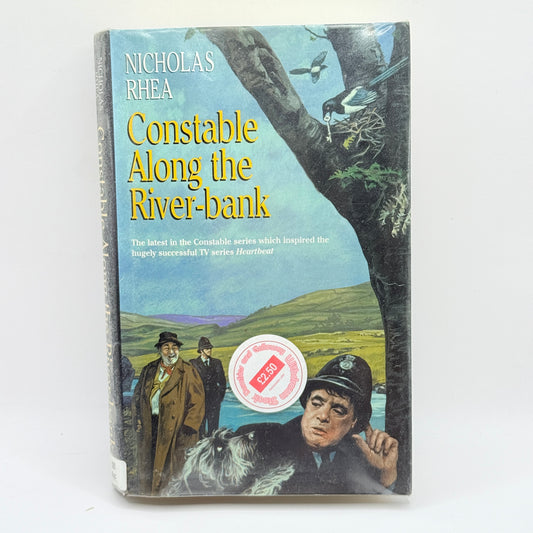 NICHOLAS
RHEA
Constable
Along the
River-bank
The latest in the Constable series which inspired the
hugely successful TV series Heartbeat
£2.50